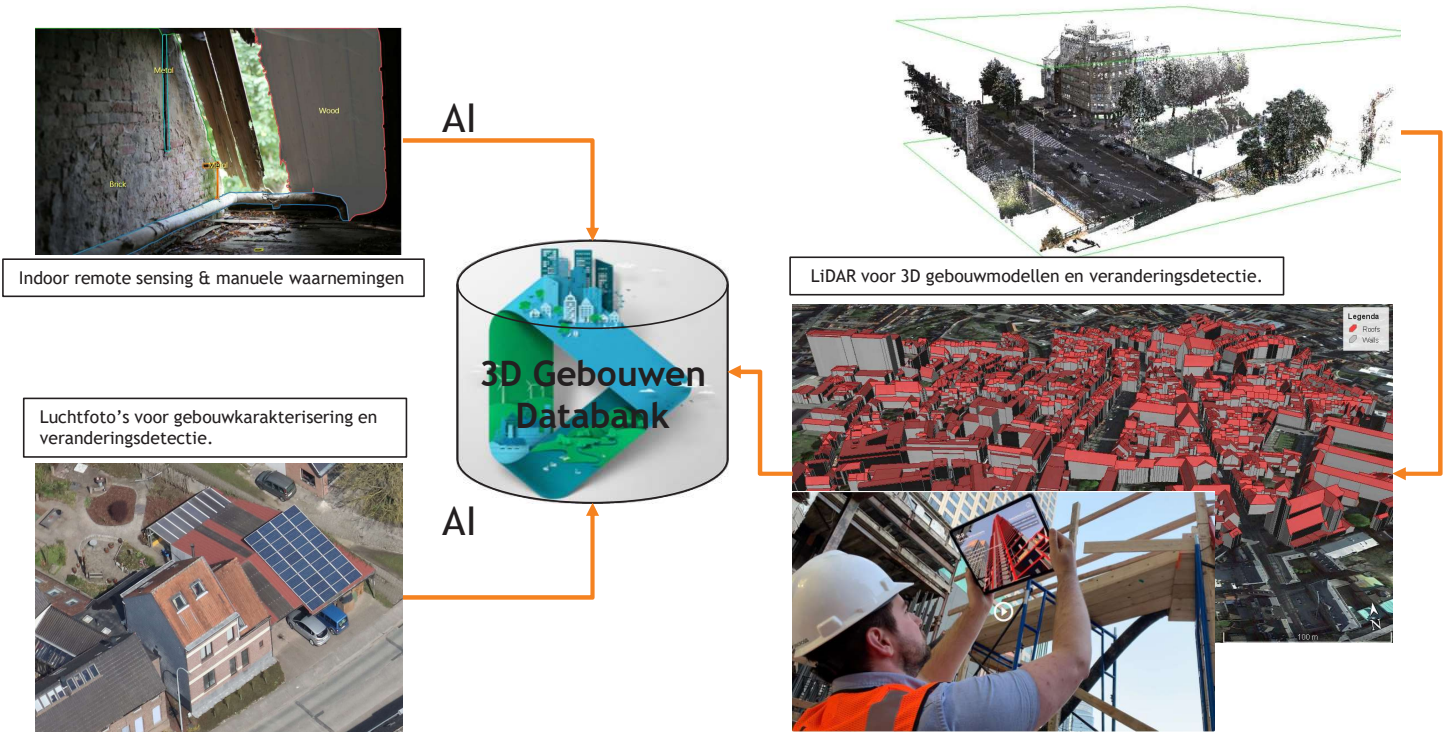 Metal
Wood
Metal
Brick
AI
Indoor remote sensing & manuele waarnemingen
LiDAR voor 3D gebouwmodellen en veranderingsdetectie.
Legenda
Roofs
Walls
3D Gebouwen
Databank
Luchtfoto’s voor gebouwkarakterisering en
veranderingsdetectie.
AI
100 m
N